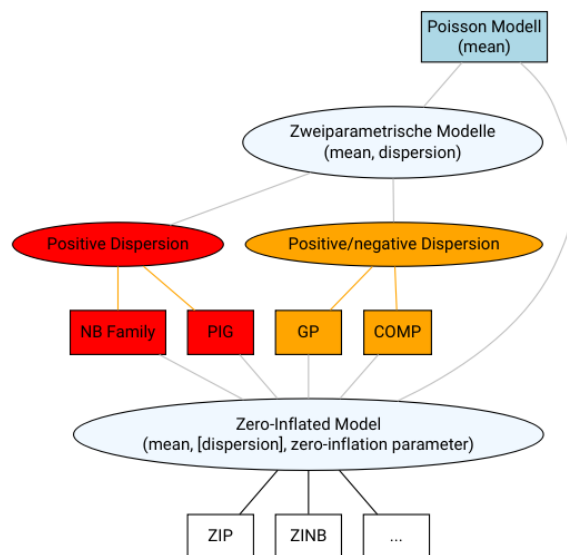 Poisson Modell
(mean)
Zweiparametrische Modelle
(mean, dispersion)
Positive Dispersion
Positive/negative Dispersion
NB Family
PIG
GP
COMP
Zero-Inflated Model
(mean, [dispersion], zero-inflation parameter)
ZIP
ZINB
...